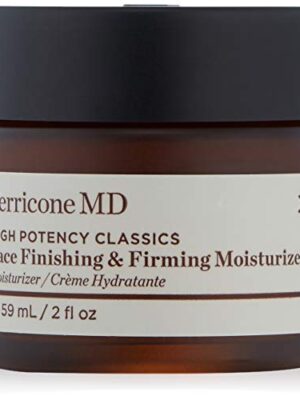 erricone MD
GH POTENCY CLASSICS
ace Finishing & Firming Moisturize
oisturizer / Crème Hydratante
59 mL / 2 fl oz